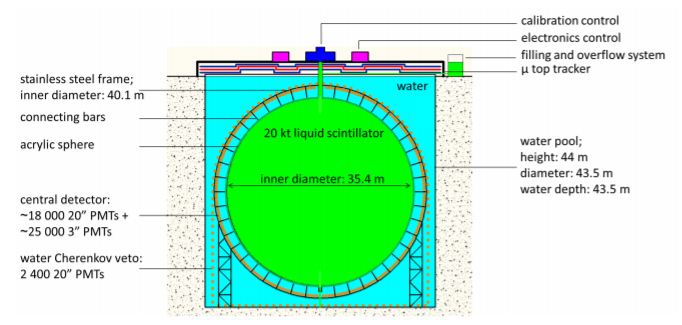 calibration control
electronics control
filling and overflow system
μ top tracker
stainless steel frame;
inner diameter: 40.1 m
water
connecting bars
20 kt liquid scintillator
acrylic sphere
water pool;
height: 44 m
diameter: 43.5 m
water depth: 43.5 m
inner diameter: 35.4 m
central detector:
~18 000 20" PMTs +
~25 000 3" PMTs
water Cherenkov veto:
2 400 20" PMTs